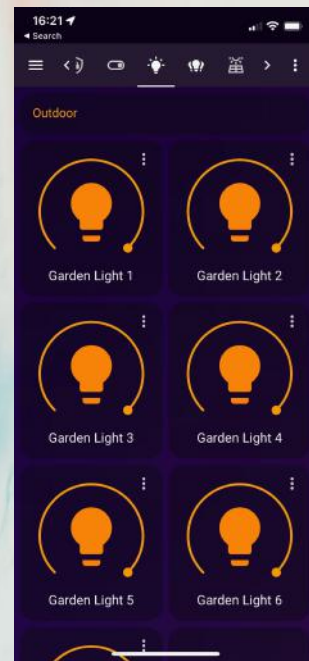 16:21
◀ Search
Outdoor
Garden Light 1
Garden Light 2
Garden Light 3
Garden Light 4
Garden Light 5
Garden Light 6